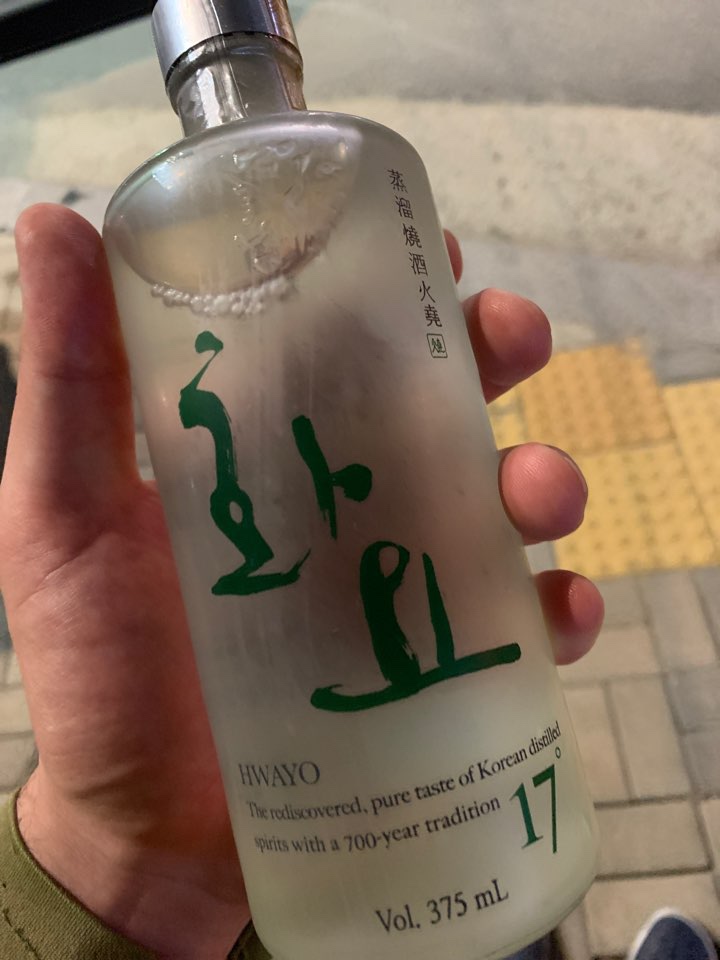 蒸溜燒酒火堯
화요
HWAYO
The rediscovered, pure taste of Korean distilled
spirits with a 700-year tradition
17°
Vol. 375 mL